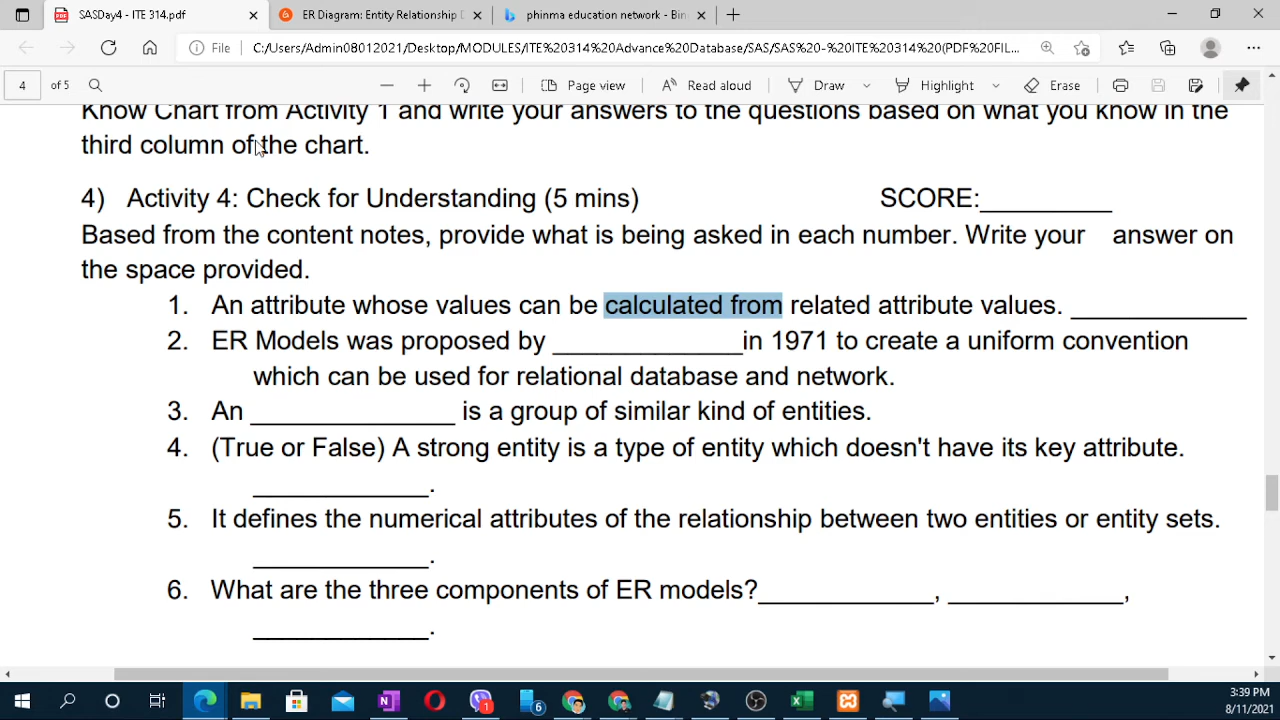 SASDay4 - ITE 314.pdf
ER Diagram: Entity Relationship D
phinma education network - Bin
File
C:/Users/Admin08012021/Desktop/MODULES/ITE%20314%20Advance%20Database/SAS/SAS%20-%20ITE%20314%20(PDF%20FIL...
4 of 5
Page view
Read aloud
Draw
Highlight
Erase
Know Chart from Activity 1 and write your answers to the questions based on what you know in the
third column of the chart.
4) Activity 4: Check for Understanding (5 mins) SCORE:_________
Based from the content notes, provide what is being asked in each number. Write your answer on
the space provided.
1. An attribute whose values can be calculated from related attribute values. ____________
2. ER Models was proposed by _____________in 1971 to create a uniform convention
which can be used for relational database and network.
3. An ______________ is a group of similar kind of entities.
4. (True or False) A strong entity is a type of entity which doesn't have its key attribute.
____________.
5. It defines the numerical attributes of the relationship between two entities or entity sets.
____________.
6. What are the three components of ER models?____________, ____________,
____________.
1
6
3:39 PM
8/11/2021